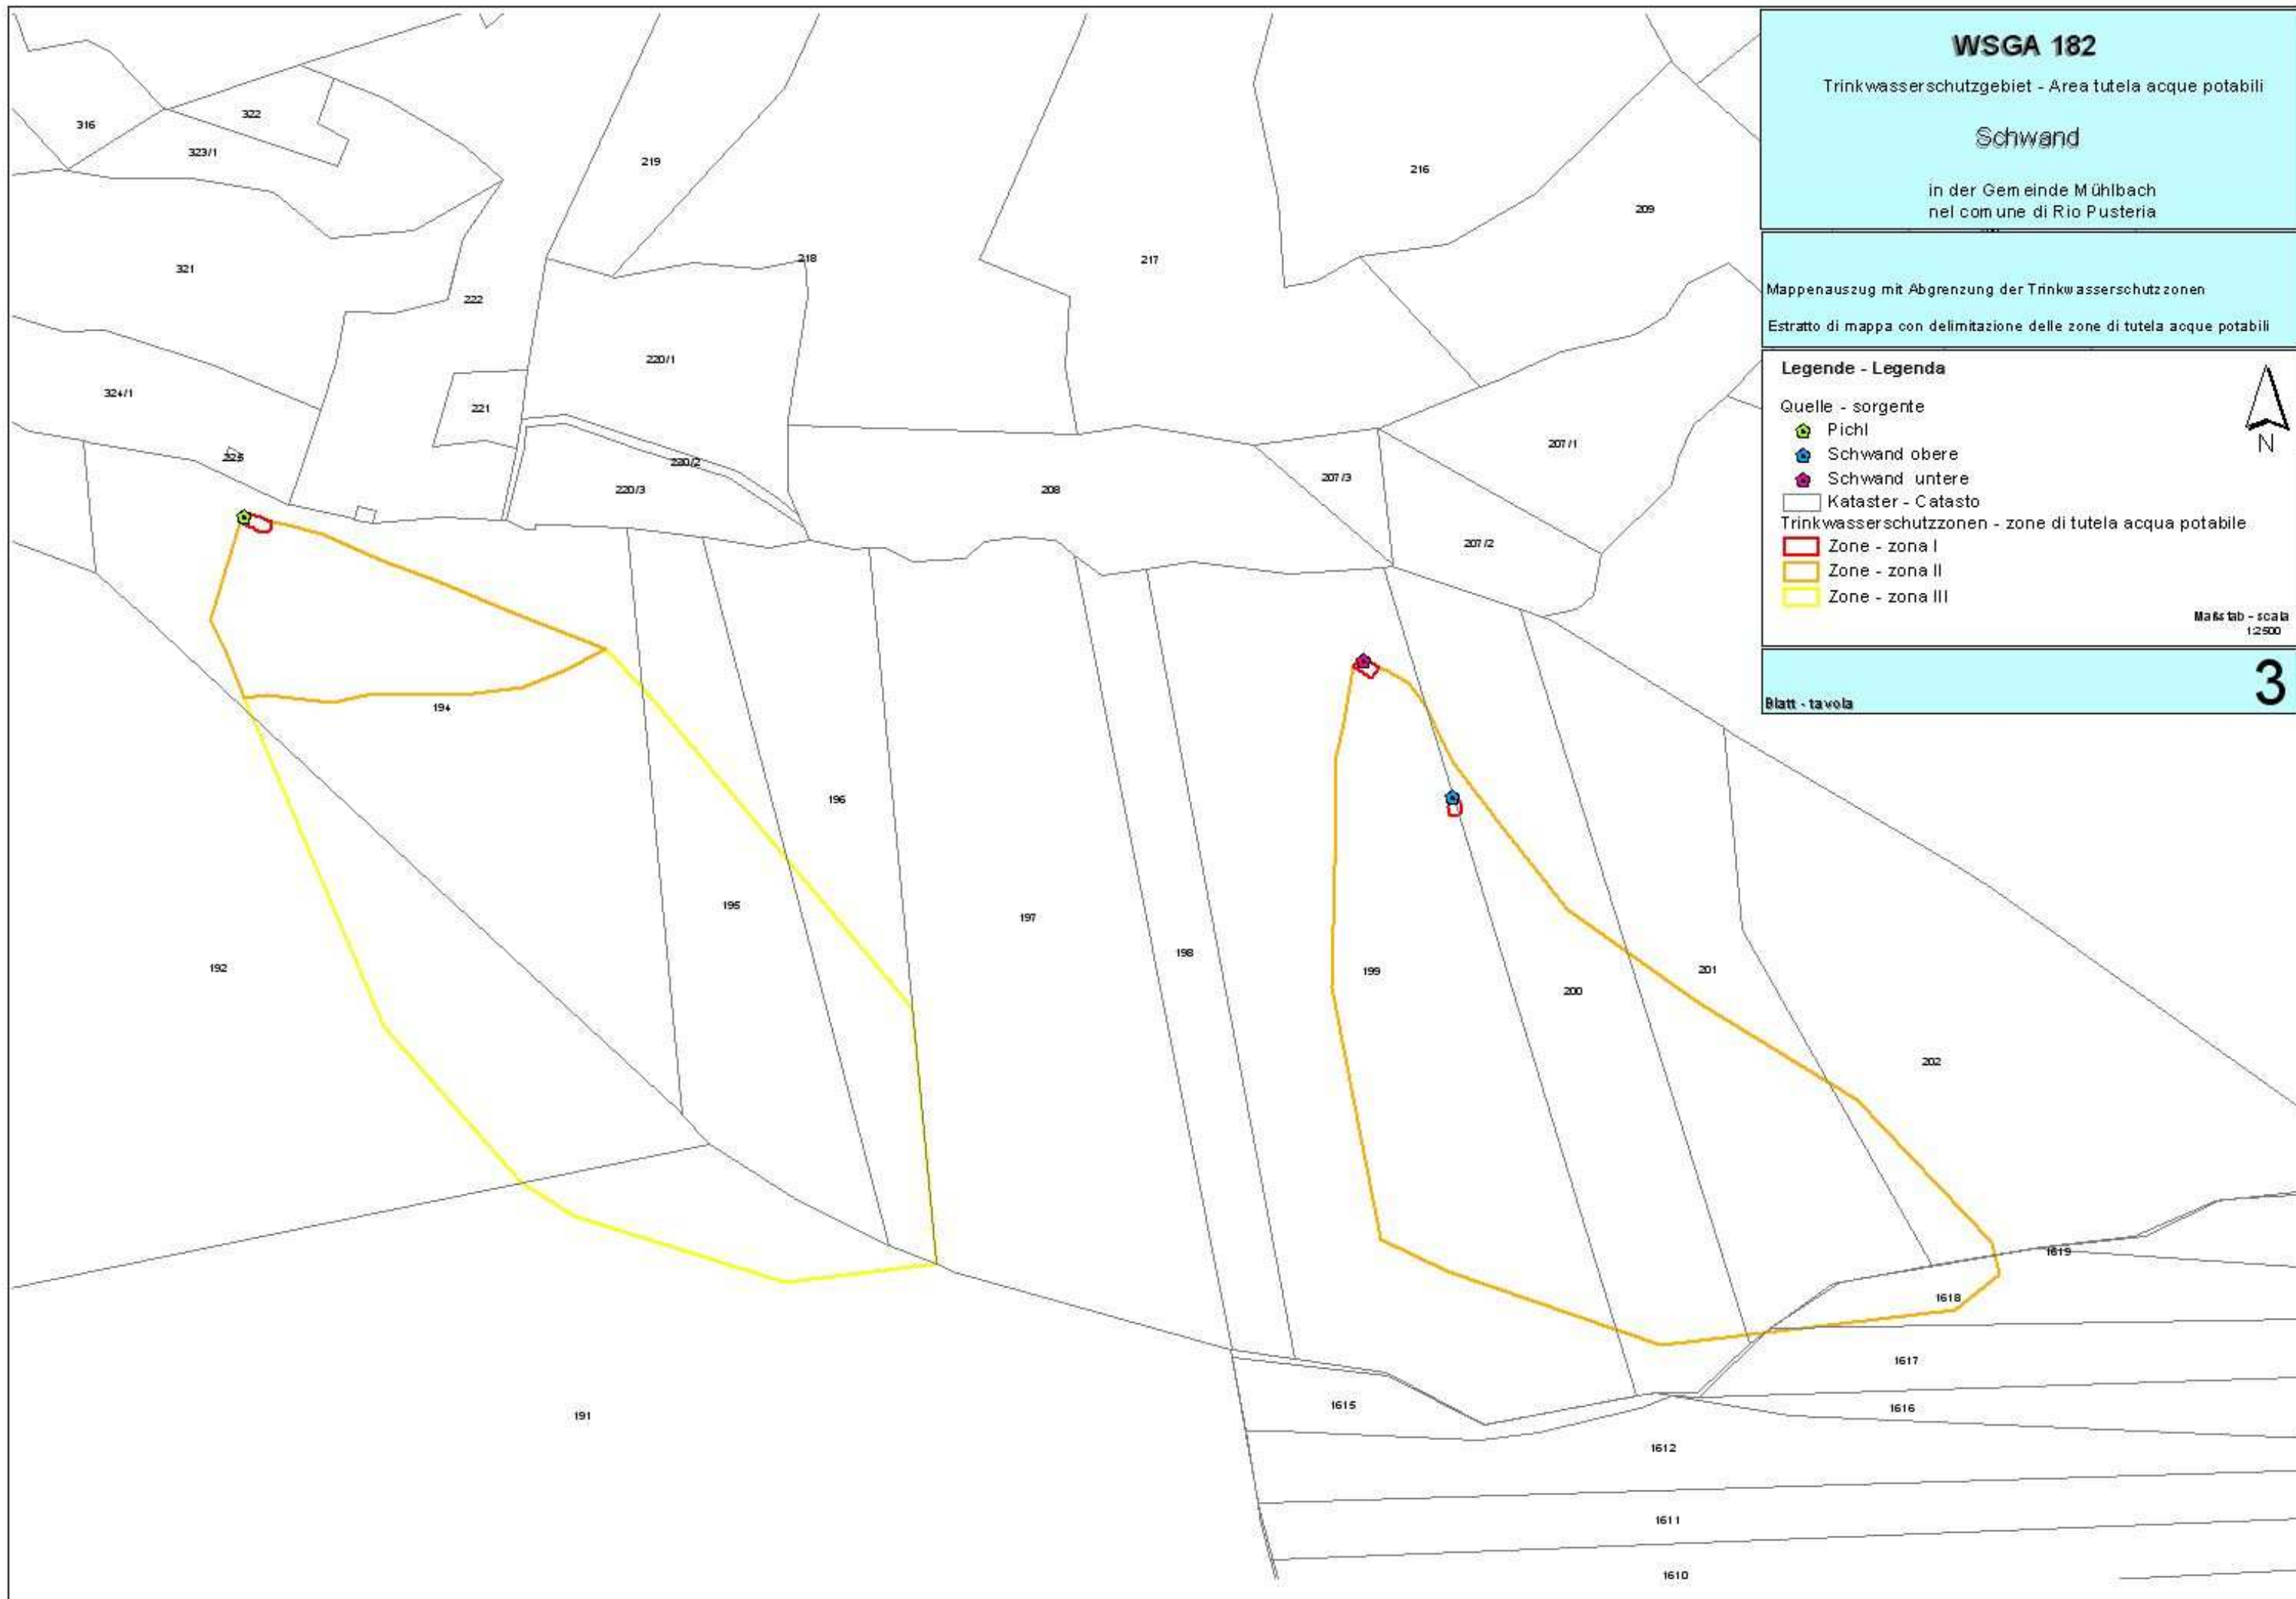 WSGA 182
Trinkwasserschutzgebiet - Area tutela acque potabili
Schwand
in der Gemeinde Mühlbach
nel comune di Rio Pusteria
Mappenauszug mit Abgrenzung der Trinkwasserschutzzonen
Estratto di mappa con delimitazione delle zone di tutela acque potabili
Legende - Legenda
Quelle - sorgente
Pichl
Schwand obere
Schwand untere
Kataster - Catasto
Trinkwasserschutzzonen - zone di tutela acqua potabile
Zone - zona I
Zone - zona II
Zone - zona III
N
Maßstab - scala
1:2500
Blatt - tavola
3
316
322
323/1
219
216
209
321
222
218
217
220/1
324/1
221
220/2
220/3
208
207/3
207/1
207/2
194
196
195
197
198
192
199
200
201
202
191
1619
1618
1617
1616
1615
1612
1611
1610